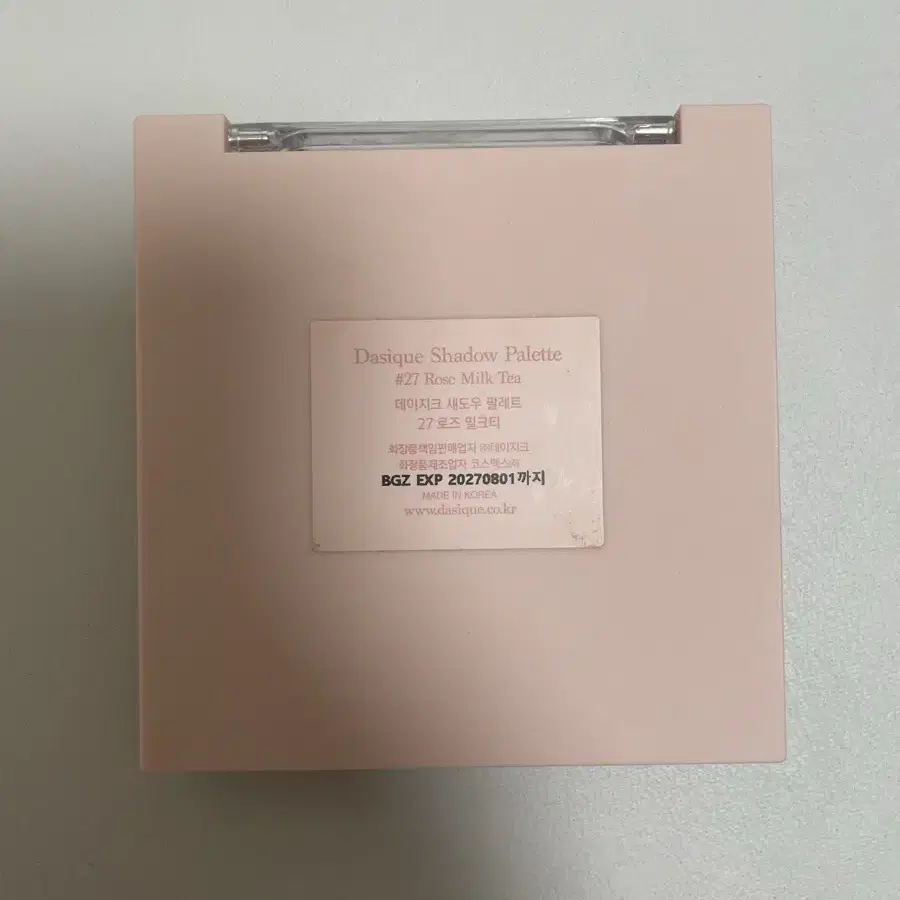 Dasique Shadow Palette
#27 Rose Milk Tea
데이지크 섀도우 팔레트
27 로즈 밀크티
화장품책임판매업자 ㈜데이지크
화장품제조업자 코스맥스㈜
BGZ EXP 20270801까지
MADE IN KOREA
www.dasique.co.kr